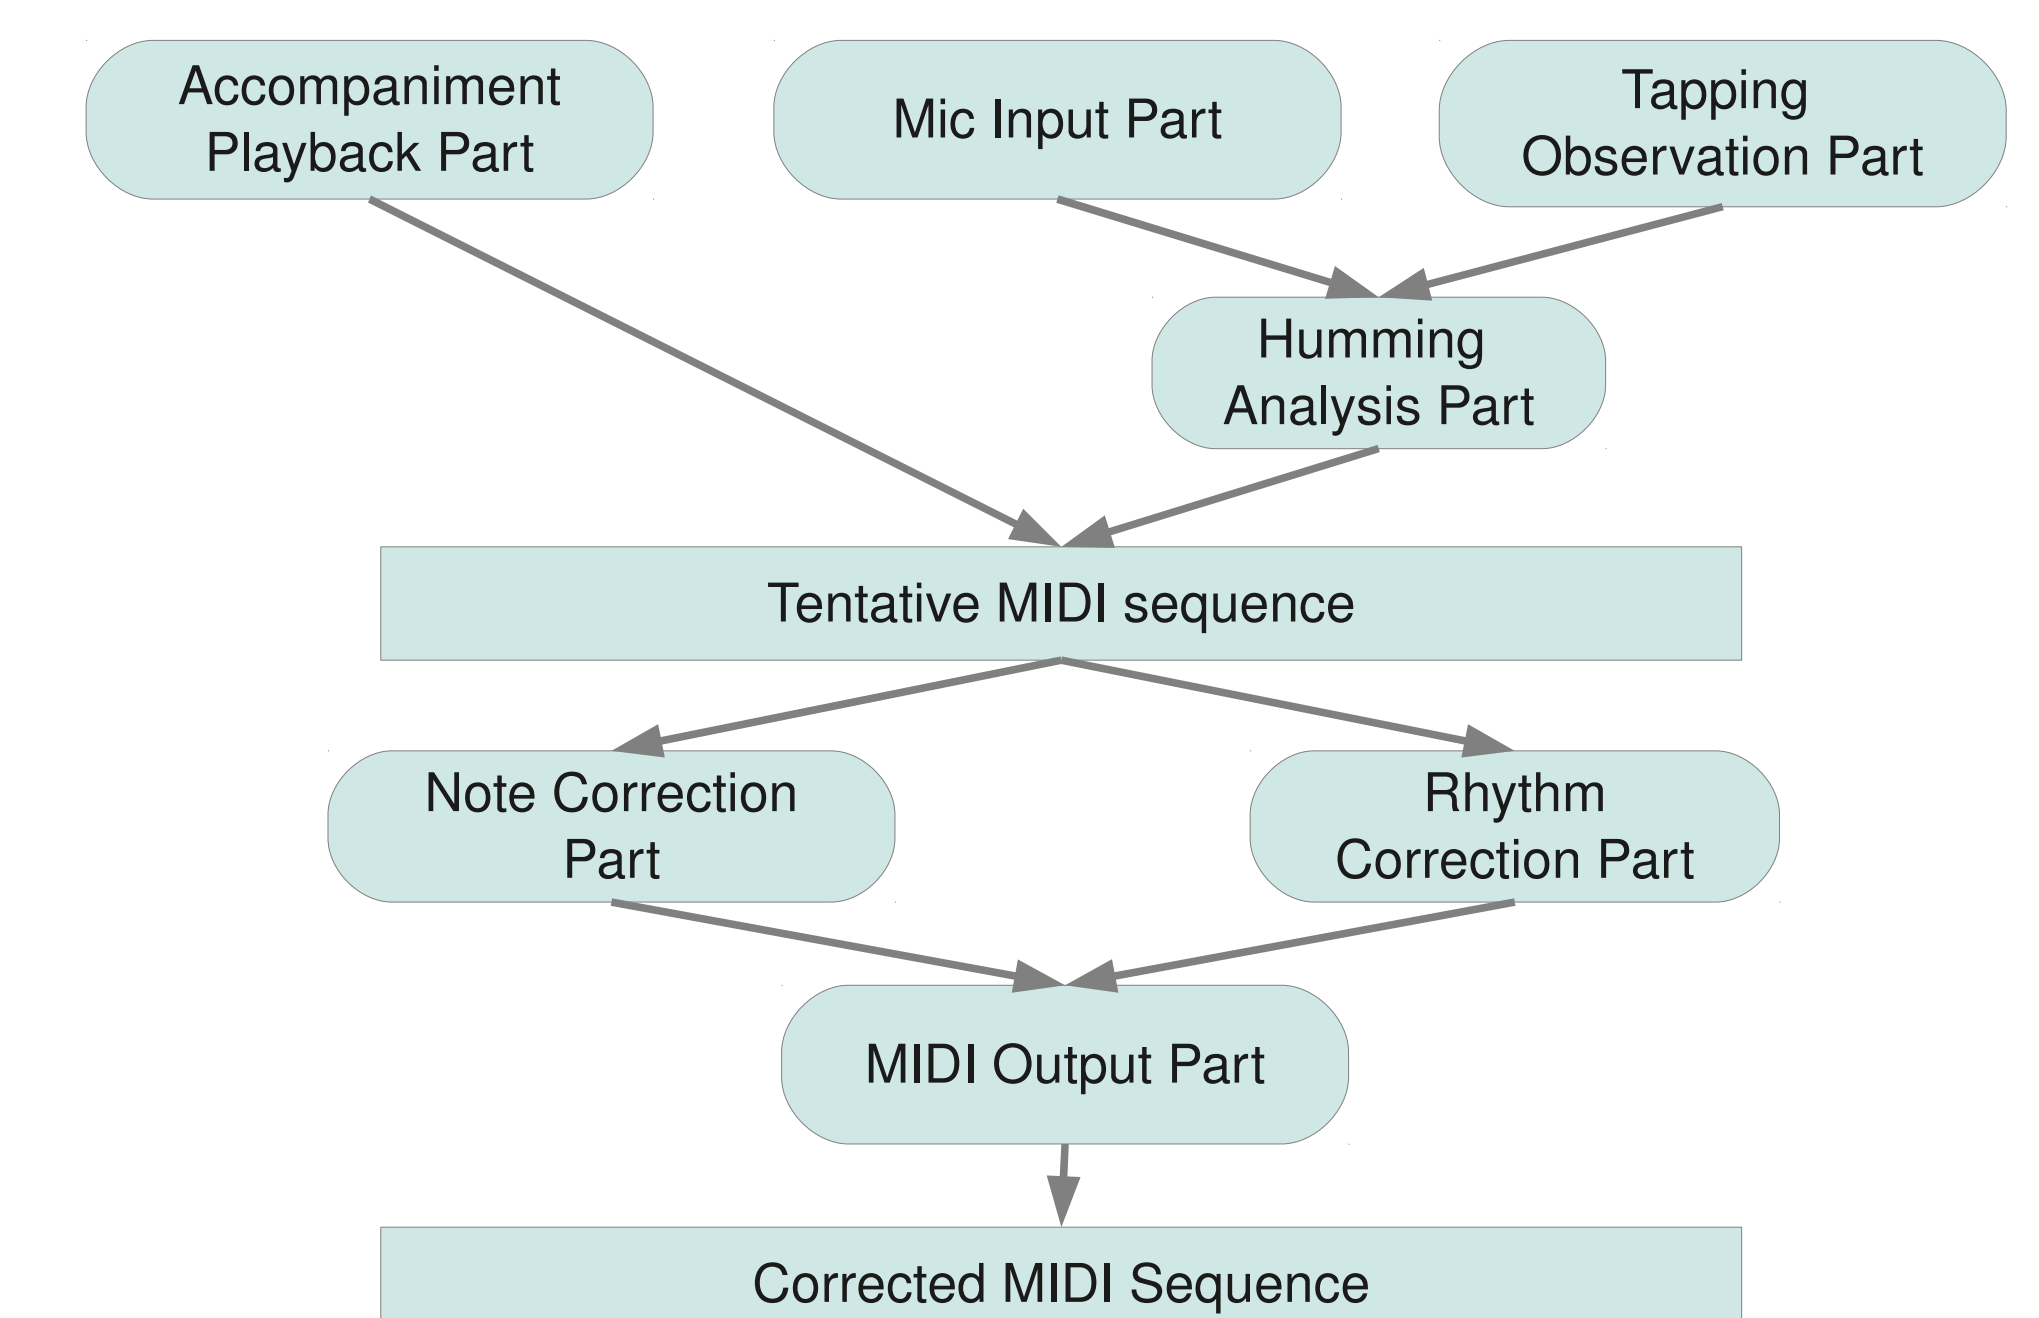 Accompaniment
Playback Part
Mic Input Part
Tapping
Observation Part
Humming
Analysis Part
Tentative MIDI sequence
Note Correction
Part
Rhythm
Correction Part
MIDI Output Part
Corrected MIDI Sequence